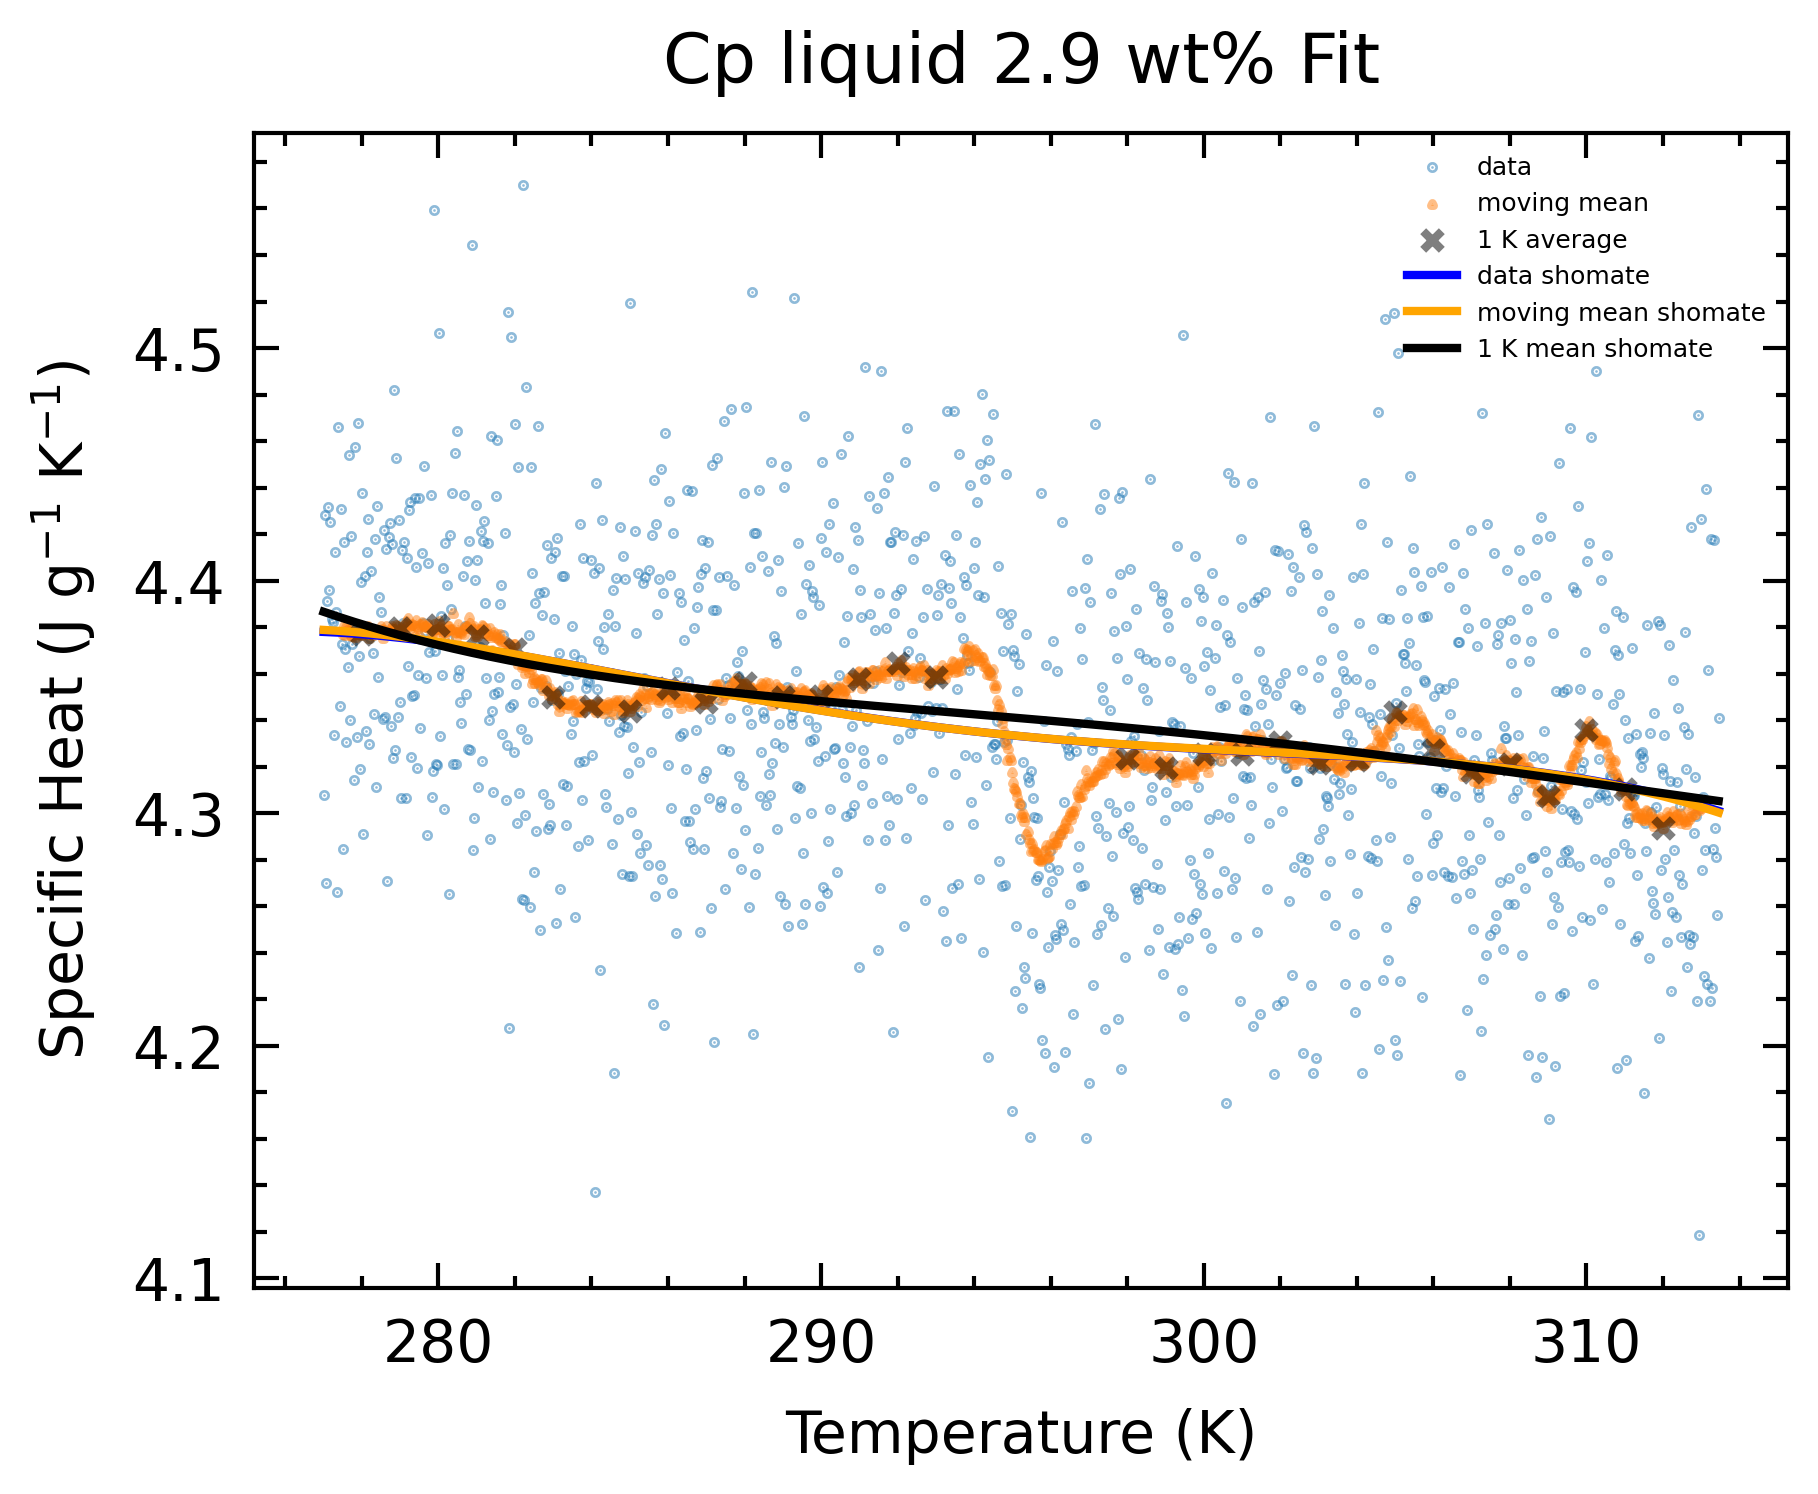 Cp liquid 2.9 wt% Fit
data
moving mean
1 K average
data shomate
moving mean shomate
1 K mean shomate
Specific Heat (J g⁻¹ K⁻¹)
4.5
4.4
4.3
4.2
4.1
280 290 300 310
Temperature (K)